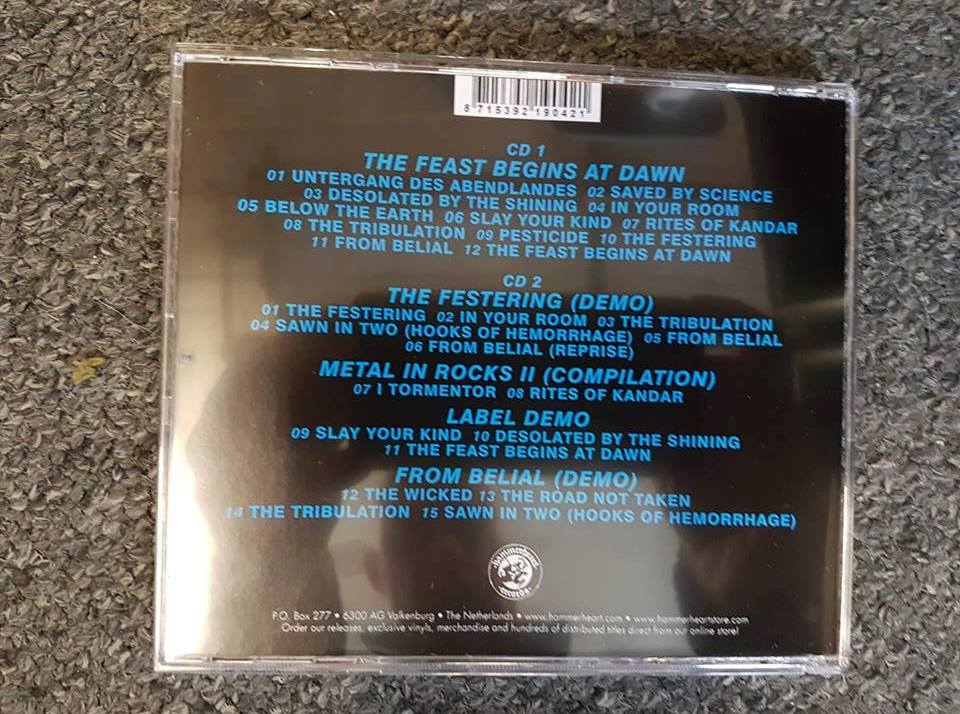 8 715392 190421
CD 1
THE FEAST BEGINS AT DAWN
01 UNTERGANG DES ABENDLANDES 02 SAVED BY SCIENCE
03 DESOLATED BY THE SHINING 04 IN YOUR ROOM
05 BELOW THE EARTH 06 SLAY YOUR KIND 07 RITES OF KANDAR
08 THE TRIBULATION 09 PESTICIDE 10 THE FESTERING
11 FROM BELIAL 12 THE FEAST BEGINS AT DAWN
CD 2
THE FESTERING (DEMO)
01 THE FESTERING 02 IN YOUR ROOM 03 THE TRIBULATION
04 SAWN IN TWO (HOOKS OF HEMORRHAGE) 05 FROM BELIAL
06 FROM BELIAL (REPRISE)
METAL IN ROCKS II (COMPILATION)
07 I TORMENTOR 08 RITES OF KANDAR
LABEL DEMO
09 SLAY YOUR KIND 10 DESOLATED BY THE SHINING
11 THE FEAST BEGINS AT DAWN
FROM BELIAL (DEMO)
12 THE WICKED 13 THE ROAD NOT TAKEN
14 THE TRIBULATION 15 SAWN IN TWO (HOOKS OF HEMORRHAGE)
hammerheart
records
P.O. Box 277 • 6300 AG Valkenburg • The Netherlands • www.hammerheart.com • www.hammerheartstore.com
Order our releases, exclusive vinyls, merchandise and hundreds of distributed titles direct from our online store!